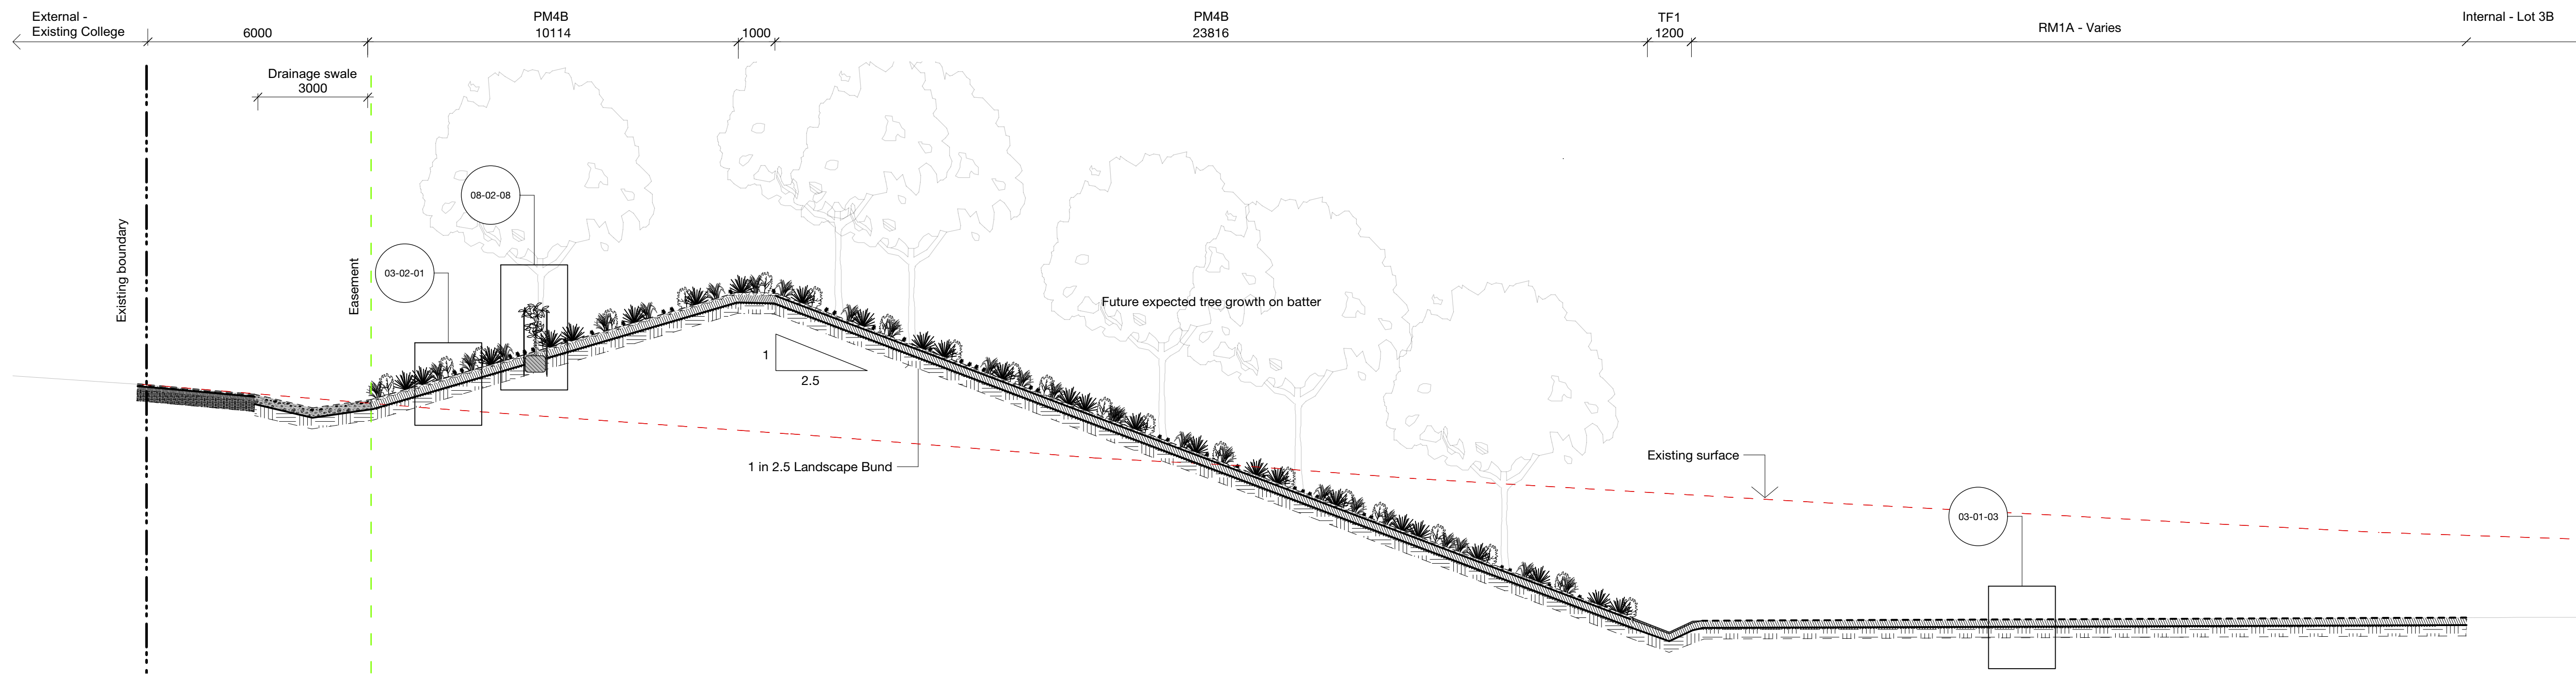 External -
Existing College
6000
PM4B
10114
1000
PM4B
23816
TF1
1200
RM1A - Varies
Internal - Lot 3B
Drainage swale
3000
Existing boundary
Easement
08-02-08
03-02-01
Future expected tree growth on batter
1
2.5
1 in 2.5 Landscape Bund
Existing surface
03-01-03